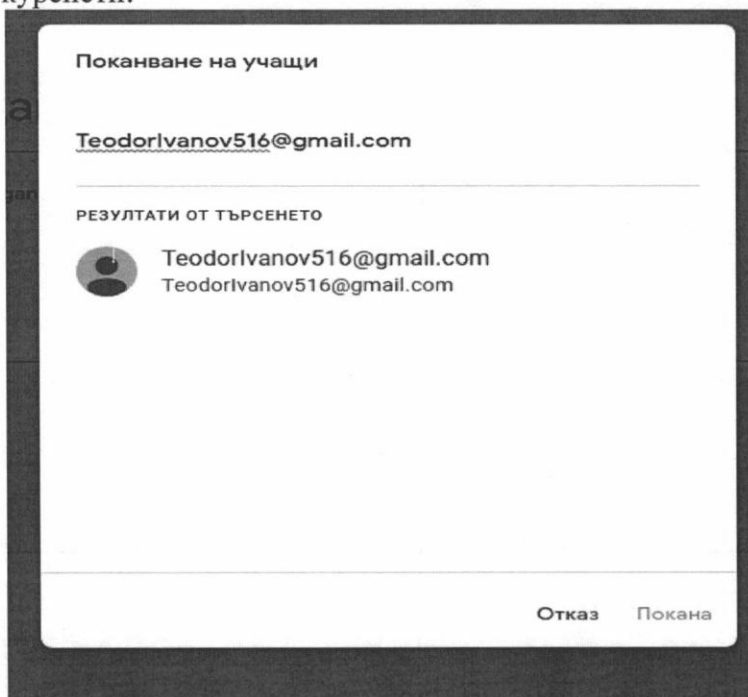 Поканване на учащи
TeodorIvanov516@gmail.com
РЕЗУЛТАТИ ОТ ТЪРСЕНЕТО
TeodorIvanov516@gmail.com
TeodorIvanov516@gmail.com
Отказ Покана